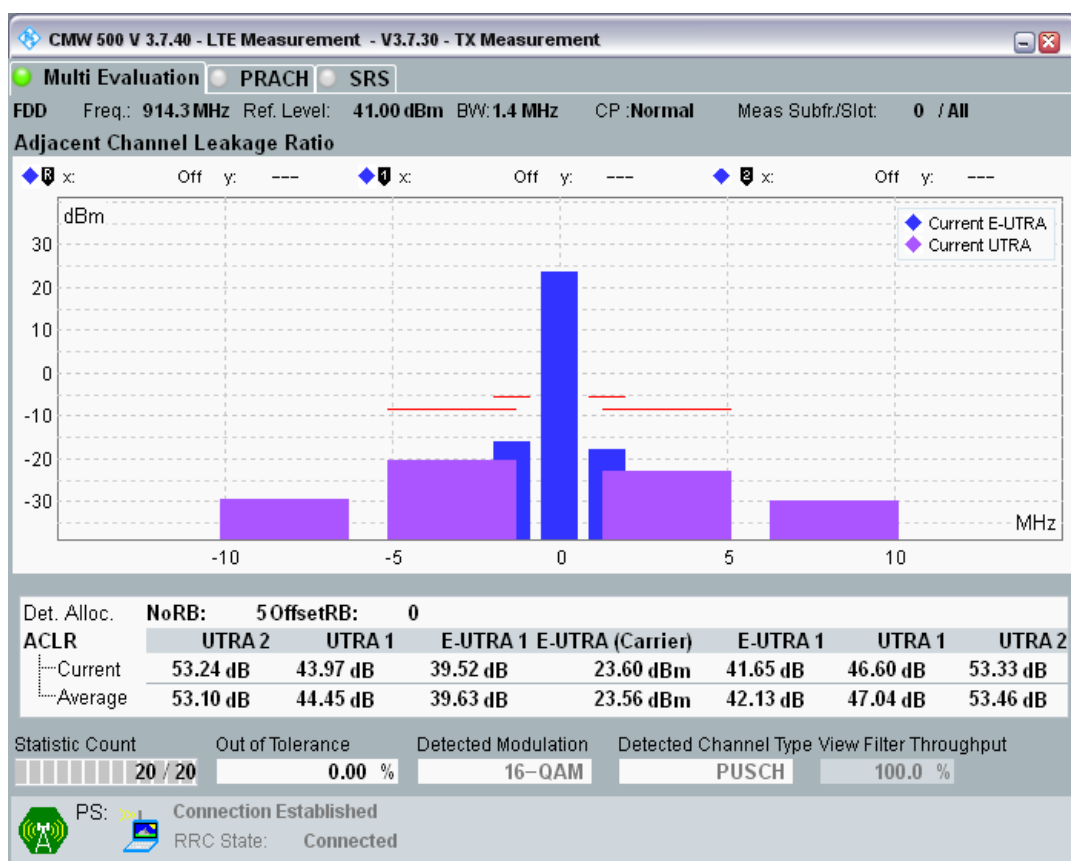 CMW 500 V 3.7.40 - LTE Measurement - V3.7.30 - TX Measurement
Multi Evaluation PRACH SRS
FDD Freq.: 914.3 MHz Ref. Level: 41.00 dBm BW: 1.4 MHz CP :Normal Meas Subfr./Slot: 0 / All
Adjacent Channel Leakage Ratio
R x: Off y: --- 1 x: Off y: --- 2 x: Off y: ---
dBm
Current E-UTRA
Current UTRA
30
20
10
0
-10
-20
-30
MHz
-10 -5 0 5 10
Det. Alloc. NoRB: 5 OffsetRB: 0
ACLR UTRA 2 UTRA 1 E-UTRA 1 E-UTRA (Carrier) E-UTRA 1 UTRA 1 UTRA 2
Current 53.24 dB 43.97 dB 39.52 dB 23.60 dBm 41.65 dB 46.60 dB 53.33 dB
Average 53.10 dB 44.45 dB 39.63 dB 23.56 dBm 42.13 dB 47.04 dB 53.46 dB
Statistic Count Out of Tolerance Detected Modulation Detected Channel Type View Filter Throughput
20 / 20 0.00 % 16-QAM PUSCH 100.0 %
PS: Connection Established
RRC State: Connected